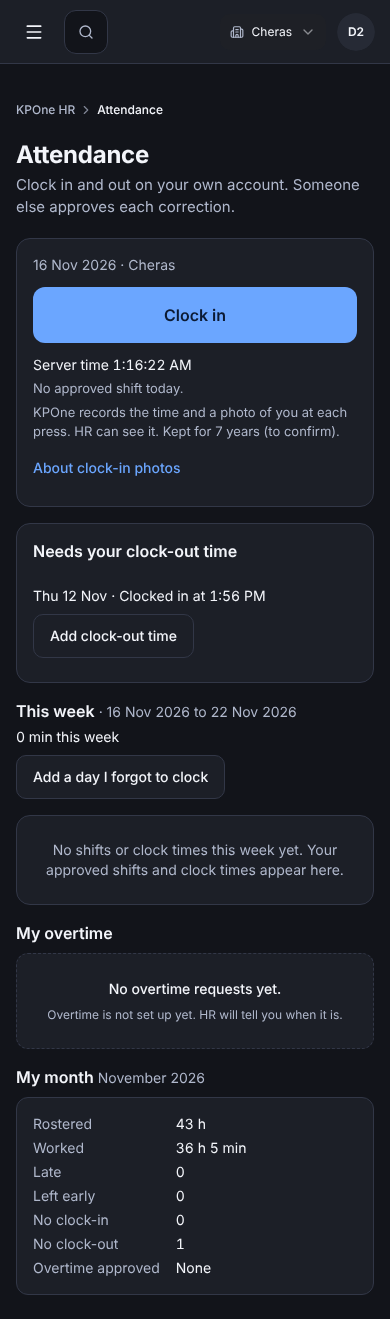 Cheras
D2
KPOne HR > Attendance
Attendance
Clock in and out on your own account. Someone
else approves each correction.
16 Nov 2026 · Cheras
Clock in
Server time 1:16:22 AM
No approved shift today.
KPOne records the time and a photo of you at each
press. HR can see it. Kept for 7 years (to confirm).
About clock-in photos
Needs your clock-out time
Thu 12 Nov · Clocked in at 1:56 PM
Add clock-out time
This week · 16 Nov 2026 to 22 Nov 2026
0 min this week
Add a day I forgot to clock
No shifts or clock times this week yet. Your
approved shifts and clock times appear here.
My overtime
No overtime requests yet.
Overtime is not set up yet. HR will tell you when it is.
My month November 2026
Rostered 43 h
Worked 36 h 5 min
Late 0
Left early 0
No clock-in 0
No clock-out 1
Overtime approved None